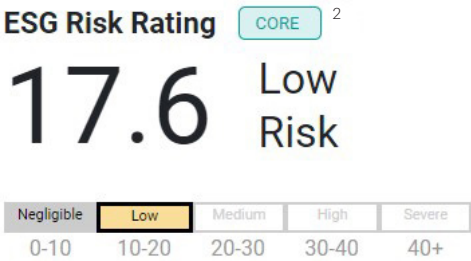 ESG Risk Rating CORE 2
17.6 Low
Risk
Negligible Low Medium High Severe
0-10 10-20 20-30 30-40 40+